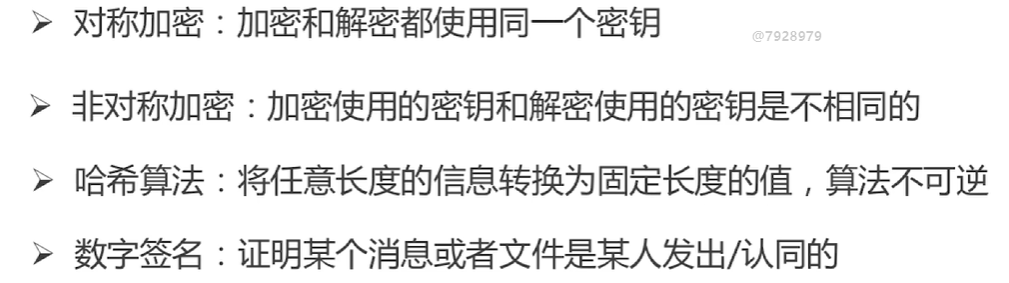 ➢ 对称加密：加密和解密都使用同一个密钥
@7928979
➢ 非对称加密：加密使用的密钥和解密使用的密钥是不相同的
➢ 哈希算法：将任意长度的信息转换为固定长度的值，算法不可逆
➢ 数字签名：证明某个消息或者文件是某人发出/认同的